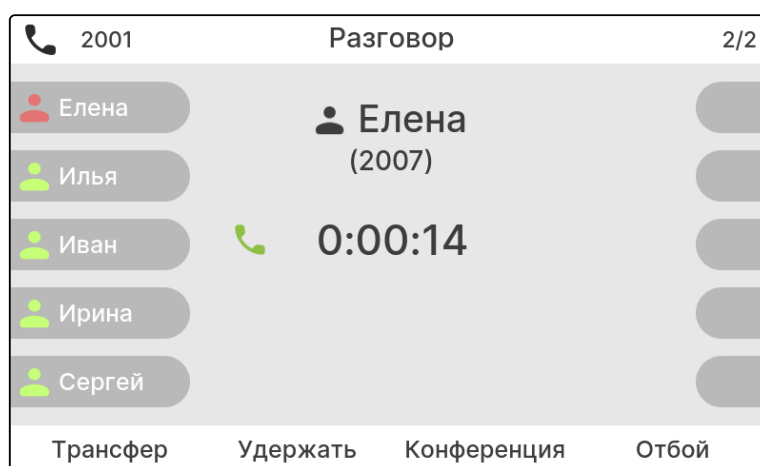 2001 Разговор 2/2
Елена
Илья
Иван
Ирина
Сергей
Елена
(2007)
0:00:14
Трансфер Удержать Конференция Отбой